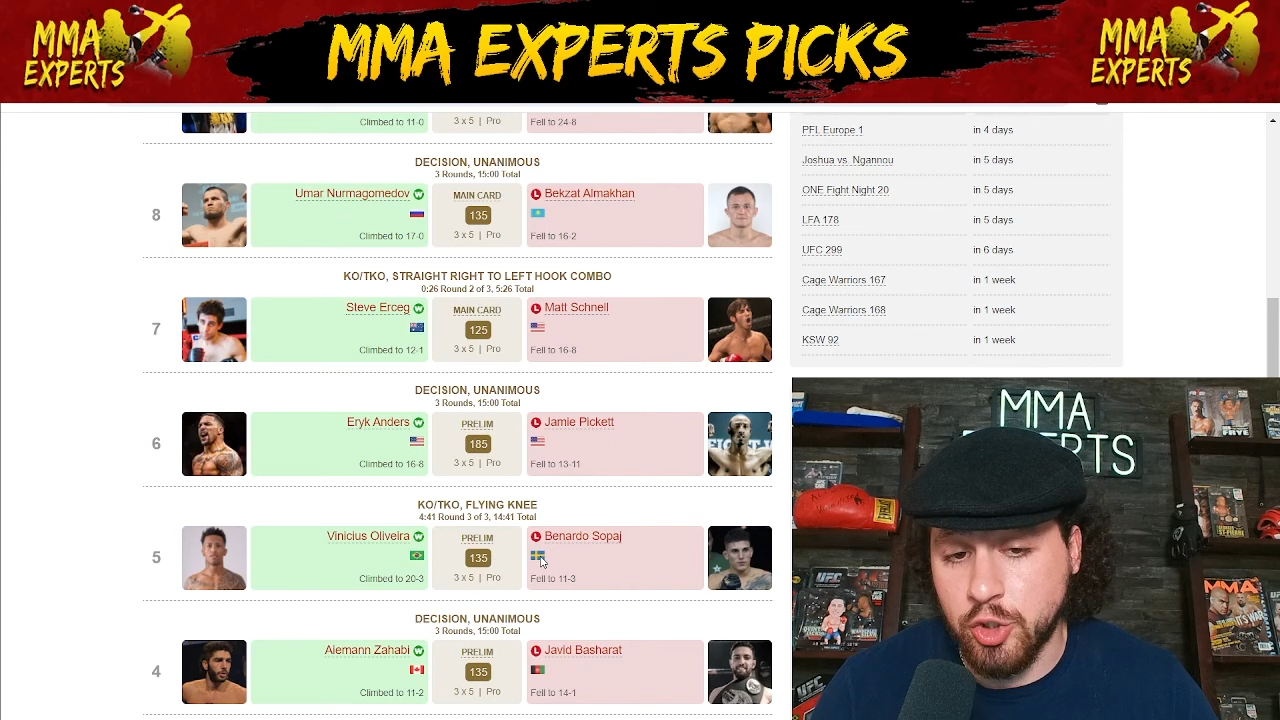 MMA
EXPERTS
MMA EXPERTS PICKS
MMA
EXPERTS
Climbed to 11-0
3 x 5 | Pro
Fell to 24-8
DECISION, UNANIMOUS
3 Rounds, 15:00 Total
8
Umar Nurmagomedov W
MAIN CARD
L Bekzat Almakhan
135
Climbed to 17-0
3 x 5 | Pro
Fell to 16-2
KO/TKO, STRAIGHT RIGHT TO LEFT HOOK COMBO
0:26 Round 2 of 3, 5:26 Total
7
Steve Erceg W
MAIN CARD
L Matt Schnell
125
Climbed to 12-1
3 x 5 | Pro
Fell to 16-8
DECISION, UNANIMOUS
3 Rounds, 15:00 Total
6
Eryk Anders W
PRELIM
L Jamie Pickett
185
Climbed to 16-8
3 x 5 | Pro
Fell to 13-11
KO/TKO, FLYING KNEE
4:41 Round 3 of 3, 14:41 Total
5
Vinicius Oliveira W
PRELIM
L Benardo Sopaj
135
Climbed to 20-3
3 x 5 | Pro
Fell to 11-3
DECISION, UNANIMOUS
3 Rounds, 15:00 Total
4
Aiemann Zahabi W
PRELIM
L Javid Basharat
135
Climbed to 11-2
3 x 5 | Pro
Fell to 14-1
PFL Europe 1 in 4 days
Joshua vs. Ngannou in 5 days
ONE Fight Night 20 in 5 days
LFA 178 in 5 days
UFC 299 in 6 days
Cage Warriors 167 in 1 week
Cage Warriors 168 in 1 week
KSW 92 in 1 week
MMA
UFC
MMA
IT'S WAR
UFC